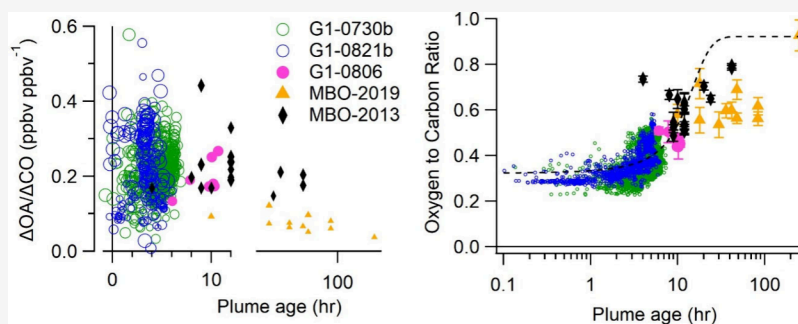 ΔOA/ΔCO (ppbv ppbv⁻¹)
0.6
0.4
0.2
0.0
0
10
100
Plume age (hr)
G1-0730b
G1-0821b
G1-0806
MBO-2019
MBO-2013
Oxygen to Carbon Ratio
1.0
0.8
0.6
0.4
0.2
0.0
0.1
1
10
100
Plume age (hr)